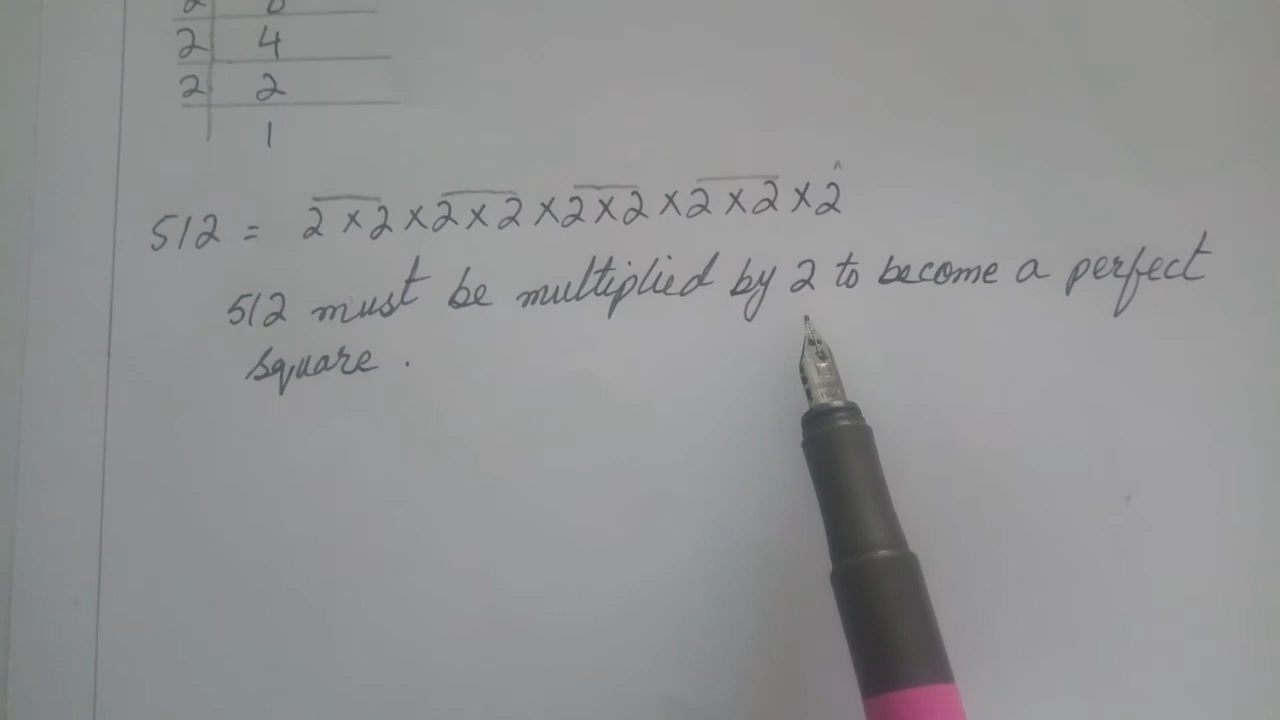 2 4
2 2
1
512 = 2 × 2 × 2 × 2 × 2 × 2 × 2 × 2 × 2
512 must be multiplied by 2 to become a perfect
square .